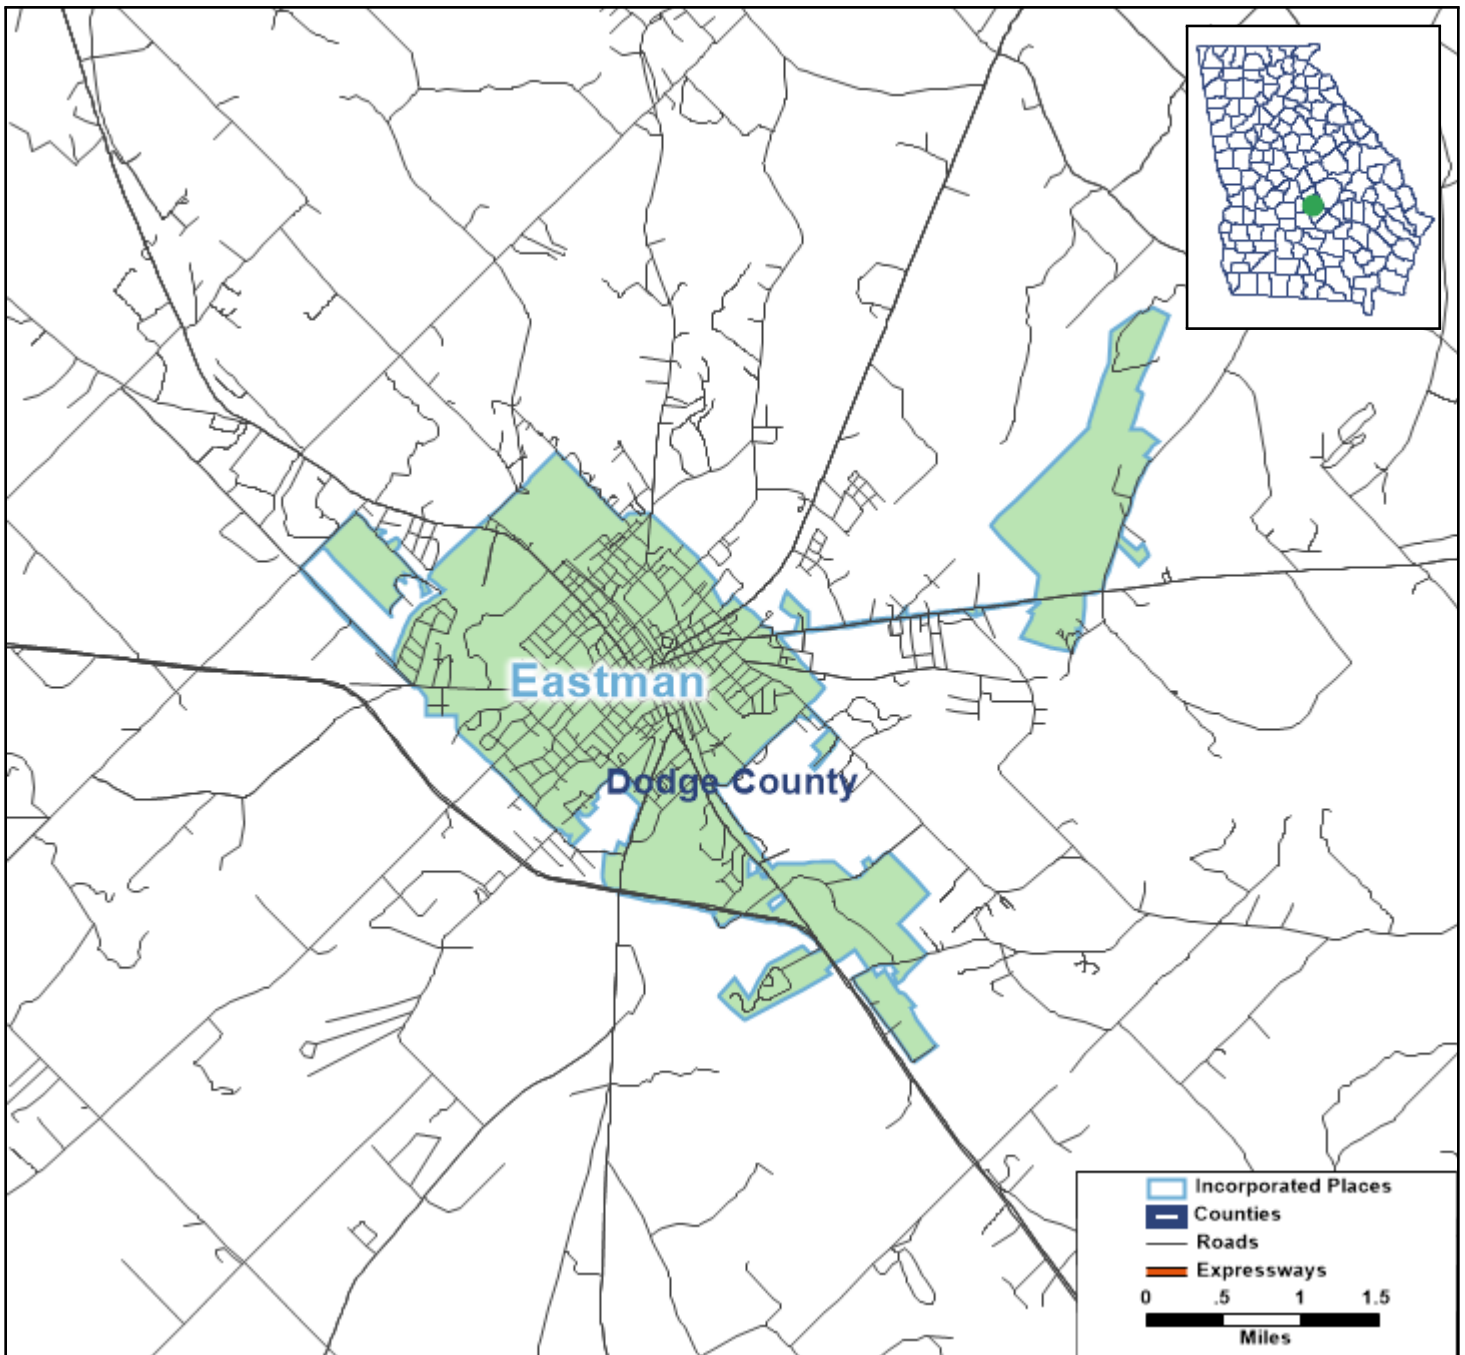 Eastman
Dodge County
Incorporated Places
Counties
Roads
Expressways
0 .5 1 1.5
Miles